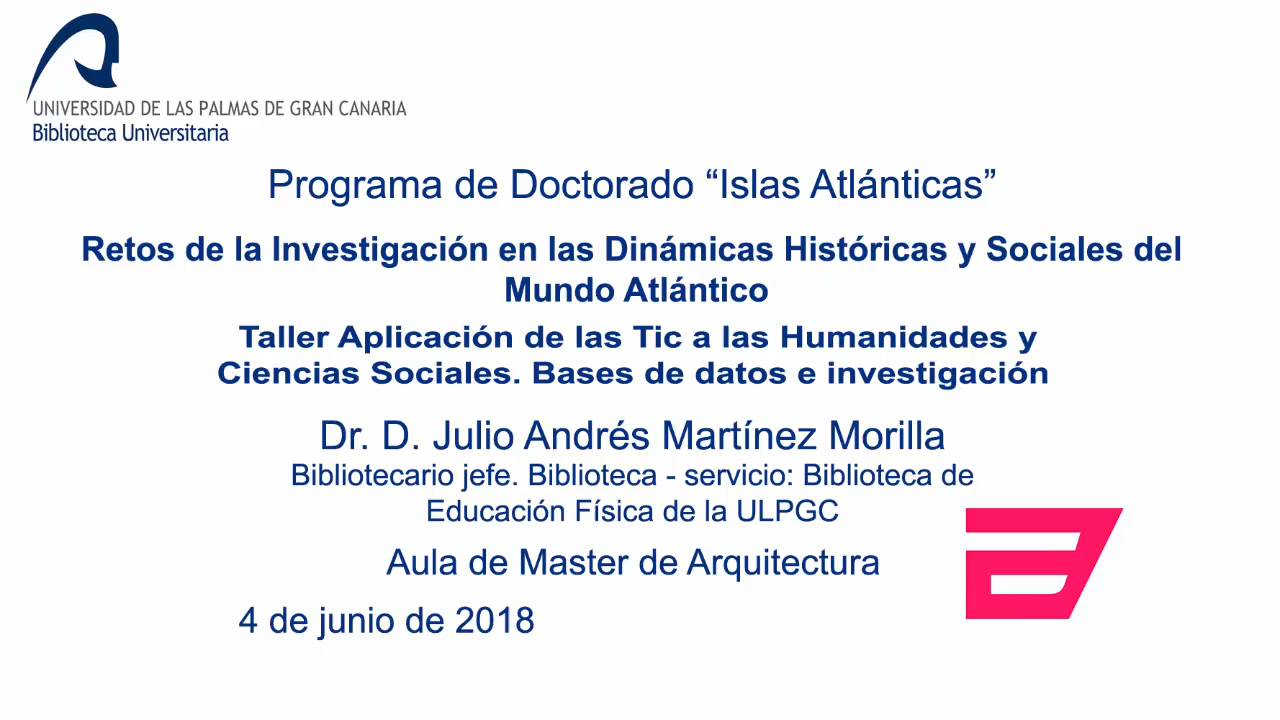 UNIVERSIDAD DE LAS PALMAS DE GRAN CANARIA
Biblioteca Universitaria
Programa de Doctorado “Islas Atlánticas”
Retos de la Investigación en las Dinámicas Históricas y Sociales del
Mundo Atlántico
Taller Aplicación de las Tic a las Humanidades y
Ciencias Sociales. Bases de datos e investigación
Dr. D. Julio Andrés Martínez Morilla
Bibliotecario jefe. Biblioteca - servicio: Biblioteca de
Educación Física de la ULPGC
Aula de Master de Arquitectura
4 de junio de 2018